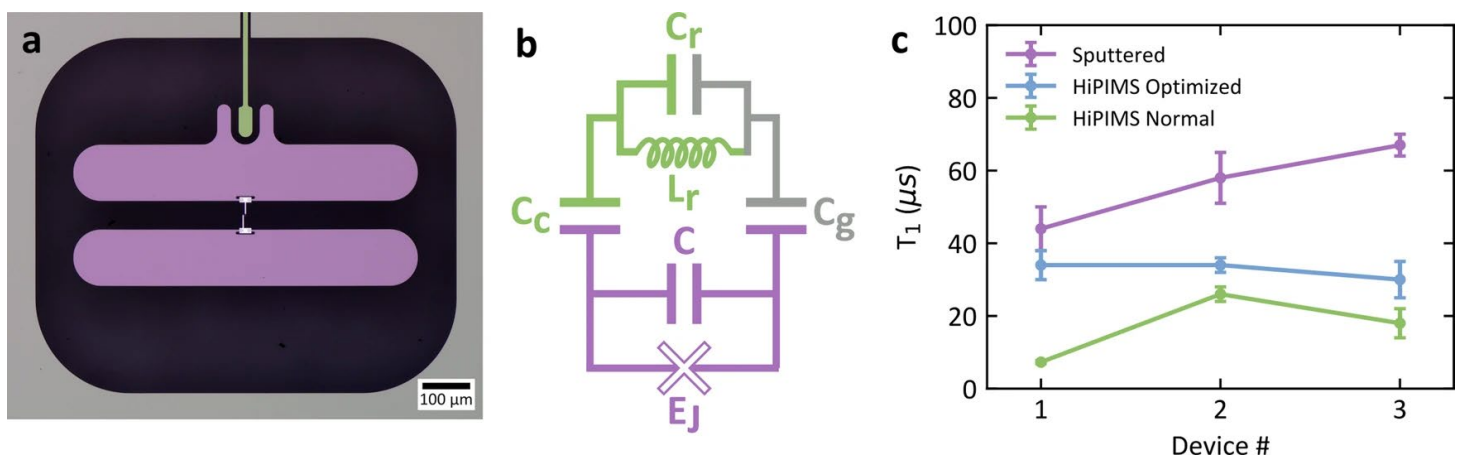 a
100 μm
b
Cr
Lr
Cc
Cg
C
EJ
c
Sputtered
HiPIMS Optimized
HiPIMS Normal
T1 (μs)
100
80
60
40
20
0
1 2 3
Device #